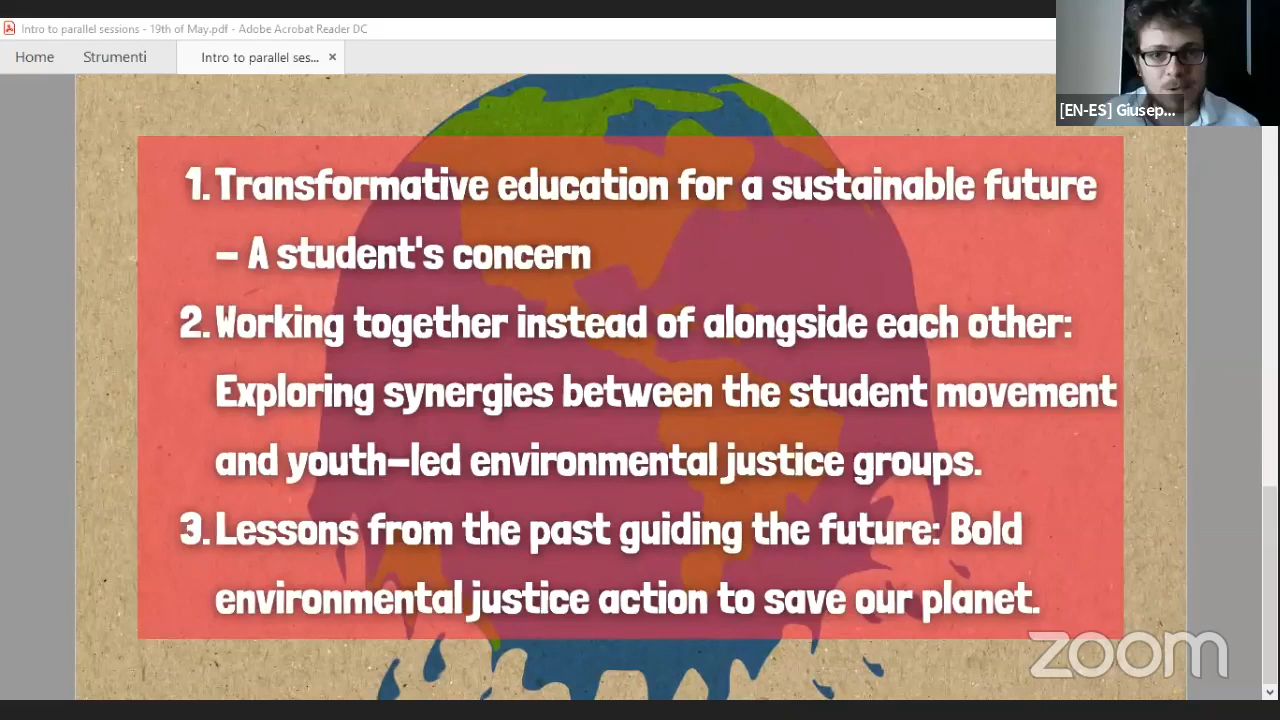 Intro to parallel sessions - 19th of May.pdf - Adobe Acrobat Reader DC
Home Strumenti Intro to parallel ses... ×
[EN-ES] Giusep...
1. Transformative education for a sustainable future
– A student's concern
2. Working together instead of alongside each other:
Exploring synergies between the student movement
and youth-led environmental justice groups.
3. Lessons from the past guiding the future: Bold
environmental justice action to save our planet.
zoom